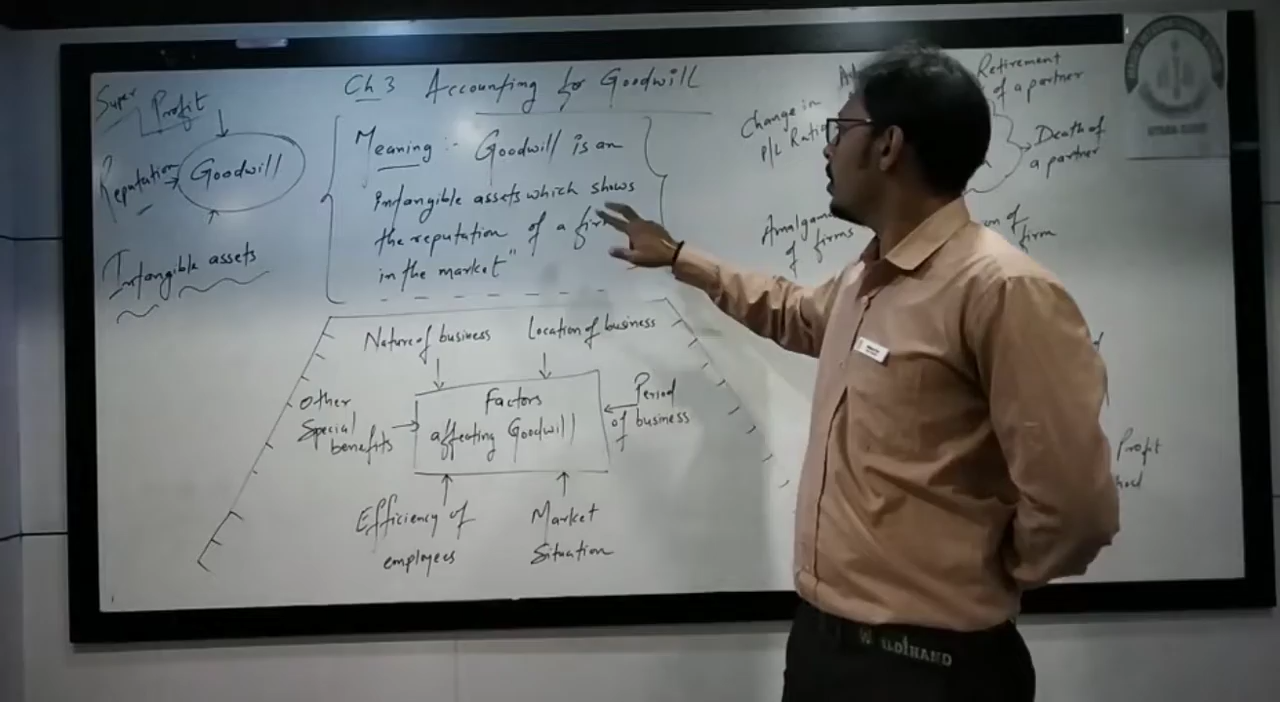 Ch 3 Accounting for Goodwill
Super
Profit
Reputation
Goodwill
Intangible assets
Meaning :- Goodwill is an
intangible assets which shows
the reputation of a firm
in the market"
Nature of business
Location of business
Other
Special
benefits
Factors
affecting Goodwill
Period
of business
Efficiency of
employees
Market
Situation
Retirement
of a partner
Change in
P/L Ratio
Death of
a partner
of firms
of
firm
Profit